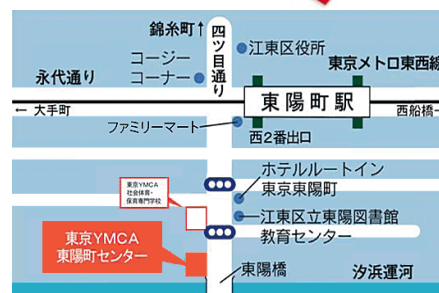 錦糸町↑
四ツ目通り
江東区役所
東京メトロ東西線
コージー
コーナー
永代通り
東陽町駅
← 大手町
西船橋→
ファミリーマート
西2番出口
ホテルルートイン
東京東陽町
東京YMCA
社会体育・
保育専門学校
江東区立東陽図書館
教育センター
東京YMCA
東陽町センター
東陽橋
汐浜運河